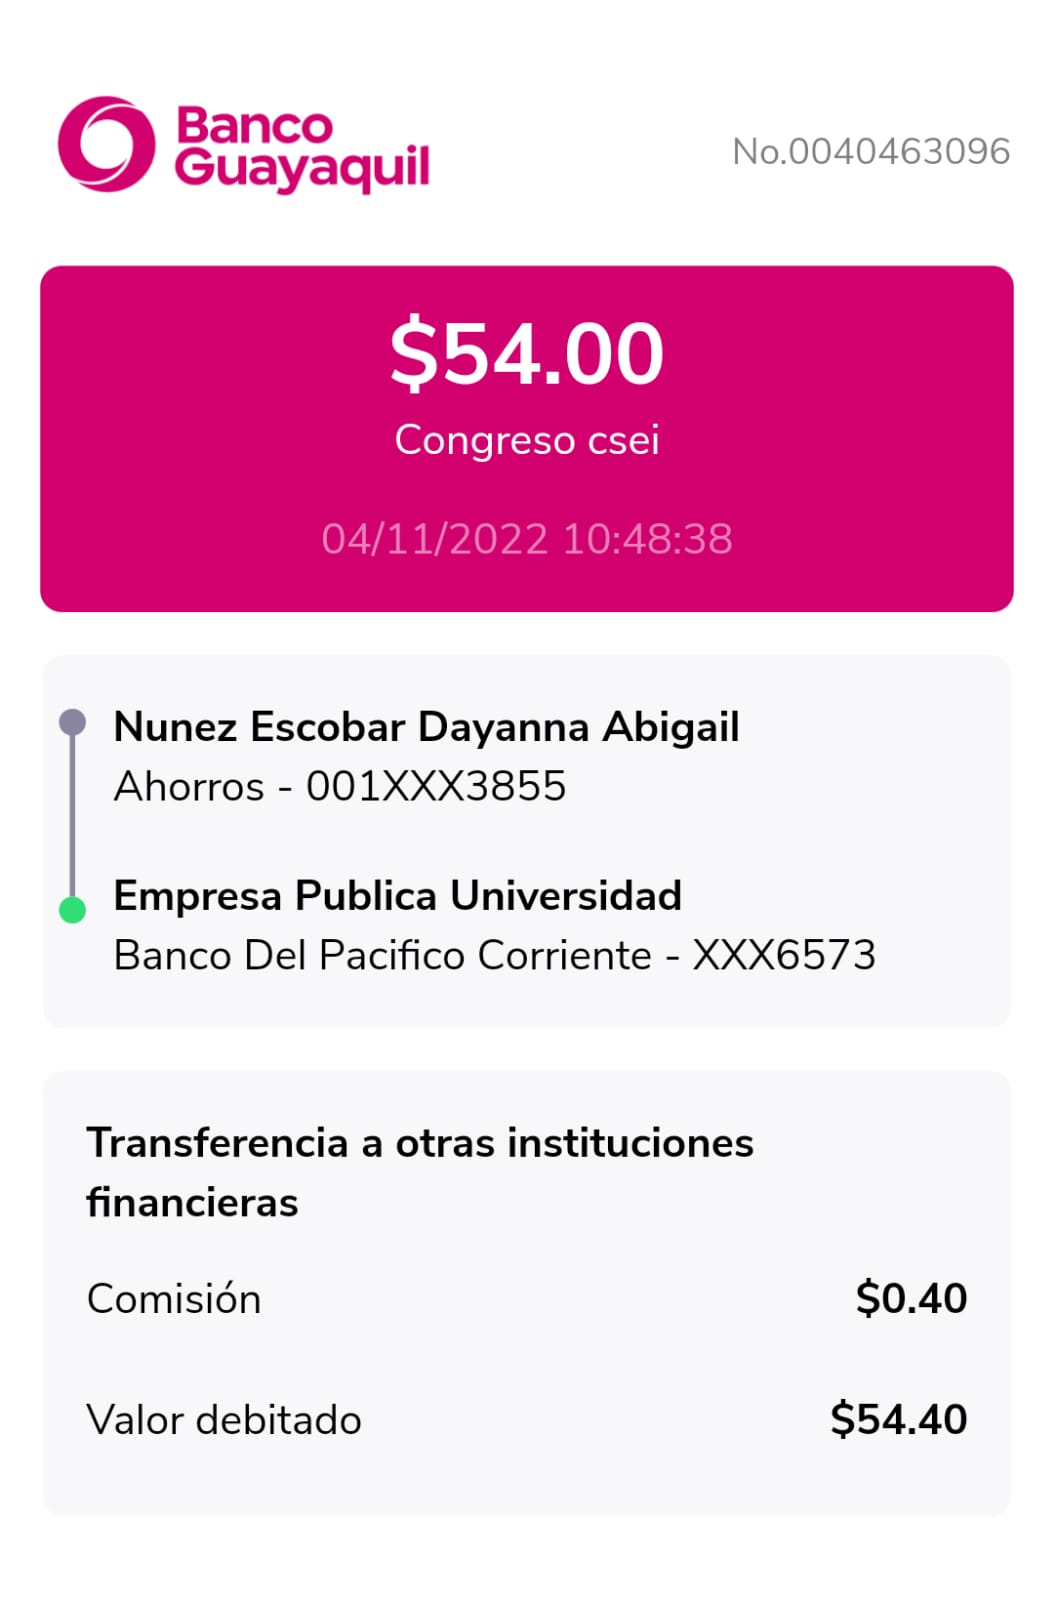 Banco
Guayaquil
No.0040463096
$54.00
Congreso csei
04/11/2022 10:48:38
Nunez Escobar Dayanna Abigail
Ahorros - 001XXX3855
Empresa Publica Universidad
Banco Del Pacifico Corriente - XXX6573
Transferencia a otras instituciones
financieras
Comisión $0.40
Valor debitado $54.40